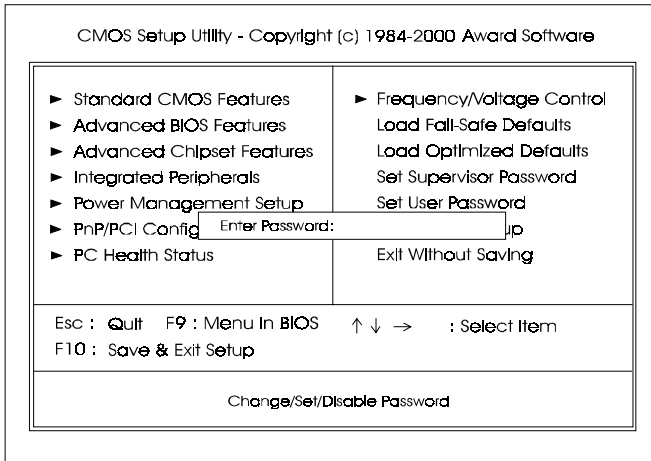 CMOS Setup Utility - Copyright (c) 1984-2000 Award Software
► Standard CMOS Features
► Advanced BIOS Features
► Advanced Chipset Features
► Integrated Peripherals
► Power Management Setup
► PnP/PCI Config
► PC Health Status
► Frequency/Voltage Control
Load Fail-Safe Defaults
Load Optimized Defaults
Set Supervisor Password
Set User Password
up
Exit Without Saving
Enter Password:
Esc : Quit F9 : Menu in BIOS ↑ ↓ → : Select Item
F10 : Save & Exit Setup
Change/Set/Disable Password